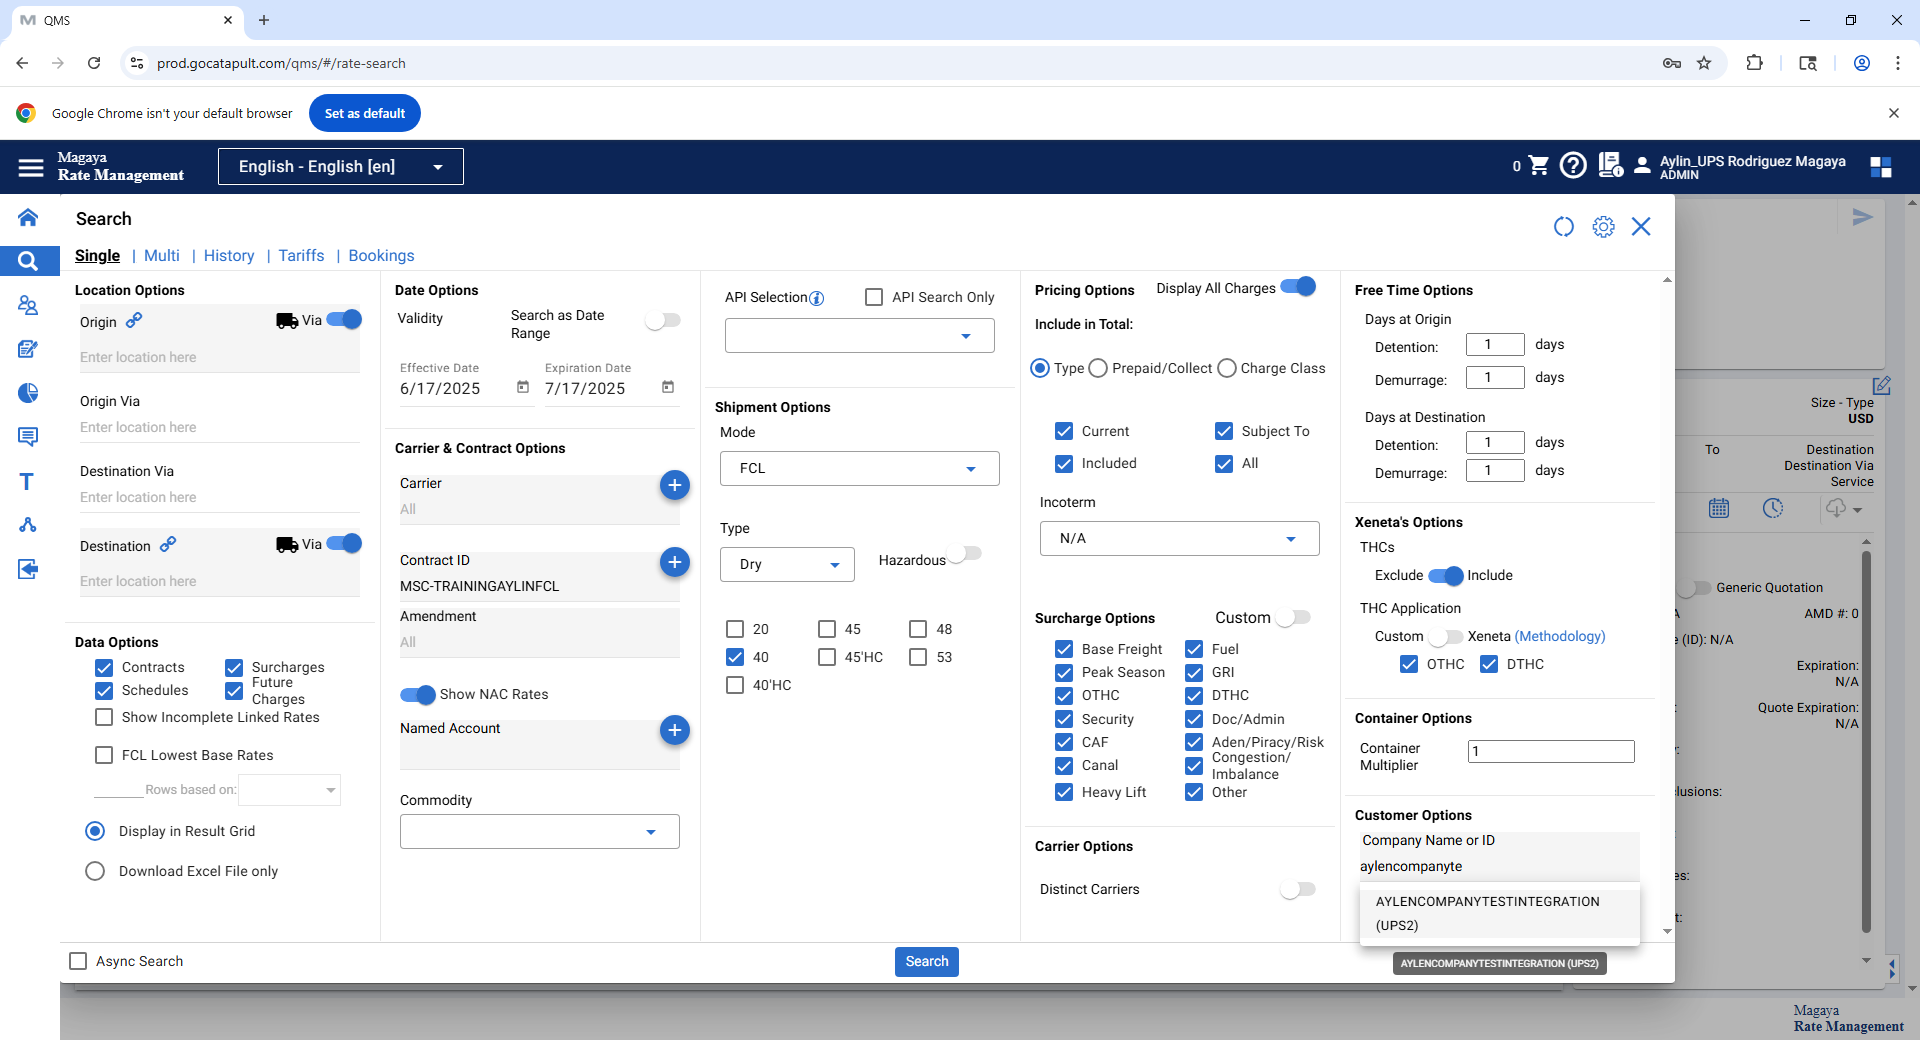 QMS
prod.gocatapult.com/qms/#/rate-search
Google Chrome isn't your default browser
Set as default
Magaya
Rate Management
English - English [en]
0
Aylin_UPS Rodriguez Magaya
ADMIN
Search
Single | Multi | History | Tariffs | Bookings
Location Options
Origin
Via
Enter location here
Origin Via
Enter location here
Destination Via
Enter location here
Destination
Via
Enter location here
Data Options
Contracts
Surcharges
Schedules
Future
Charges
Show Incomplete Linked Rates
FCL Lowest Base Rates
Rows based on:
Display in Result Grid
Download Excel File only
Date Options
Validity
Search as Date
Range
Effective Date
6/17/2025
Expiration Date
7/17/2025
Carrier & Contract Options
Carrier
All
Contract ID
MSC-TRAININGAYLINFCL
Amendment
All
Show NAC Rates
Named Account
Commodity
API Selection
API Search Only
Shipment Options
Mode
FCL
Type
Dry
Hazardous
20
45
48
40
45'HC
53
40'HC
Pricing Options
Display All Charges
Include in Total:
Type
Prepaid/Collect
Charge Class
Current
Subject To
Included
All
Incoterm
N/A
Surcharge Options
Custom
Base Freight
Fuel
Peak Season
GRI
OTHC
DTHC
Security
Doc/Admin
CAF
Aden/Piracy/Risk
Canal
Congestion/
Imbalance
Heavy Lift
Other
Carrier Options
Distinct Carriers
Free Time Options
Days at Origin
Detention: 1 days
Demurrage: 1 days
Days at Destination
Detention: 1 days
Demurrage: 1 days
Xeneta's Options
THCs
Exclude
Include
THC Application
Custom
Xeneta (Methodology)
OTHC
DTHC
Container Options
Container
Multiplier
1
Customer Options
Company Name or ID
aylencompanyte
AYLENCOMPANYTESTINTEGRATION
(UPS2)
Async Search
Search
AYLENCOMPANYTESTINTEGRATION (UPS2)
Size - Type
USD
To
Destination
Destination Via
Service
Generic Quotation
AMD #: 0
(ID): N/A
Expiration:
N/A
Quote Expiration:
N/A
lusions:
es:
t:
Magaya
Rate Management